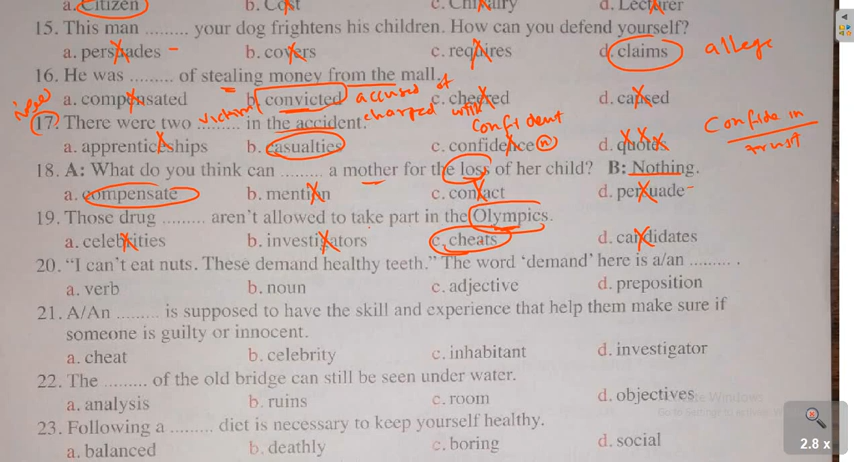 a. Citizen b. Cost c. Chivalry d. Lecturer
15. This man ......... your dog frightens his children. How can you defend yourself?
a. persuades b. covers c. requires d. claims allege
16. He was ......... of stealing money from the mall.
a. compensated b. convicted accused of c. cheered d. caused
victims charged with
17. There were two ......... in the accident.
confident
a. apprenticeships b. casualties c. confidence (n) d. quotes
confide in
trust
18. A: What do you think can ......... a mother for the loss of her child? B: Nothing.
a. compensate b. mention c. contact d. persuade
19. Those drug ......... aren't allowed to take part in the Olympics.
a. celebrities b. investigators c. cheats d. candidates
20. "I can't eat nuts. These demand healthy teeth." The word 'demand' here is a/an ......... .
a. verb b. noun c. adjective d. preposition
21. A/An ......... is supposed to have the skill and experience that help them make sure if
someone is guilty or innocent.
a. cheat b. celebrity c. inhabitant d. investigator
22. The ......... of the old bridge can still be seen under water.
a. analysis b. ruins c. room d. objectives
23. Following a ......... diet is necessary to keep yourself healthy.
a. balanced b. deathly c. boring d. social
2.8 x